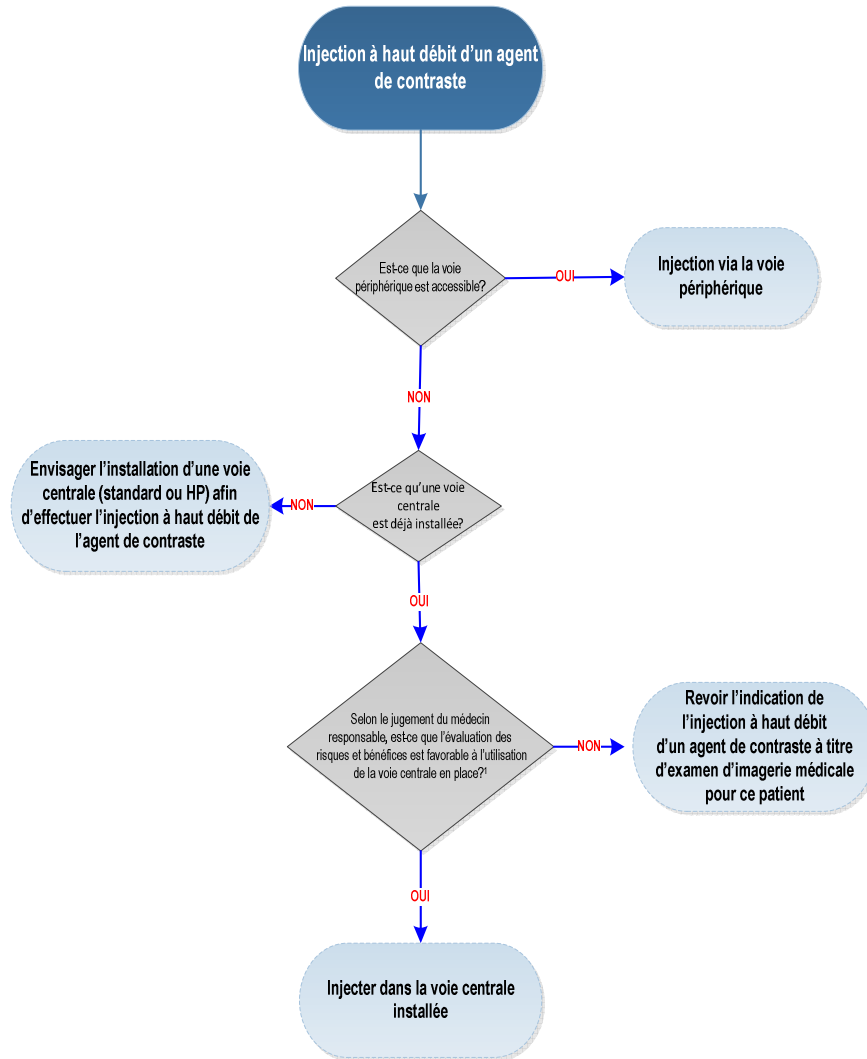 Injection à haut débit d'un agent
de contraste
Est-ce que la voie
périphérique est accessible?
OUI
Injection via la voie
périphérique
NON
Est-ce qu'une voie
centrale
est déjà installée?
NON
Envisager l'installation d'une voie
centrale (standard ou HP) afin
d'effectuer l'injection à haut débit de
l'agent de contraste
OUI
Selon le jugement du médecin
responsable, est-ce que l'évaluation des
risques et bénéfices est favorable à l'utilisation
de la voie centrale en place?¹
NON
Revoir l'indication de
l'injection à haut débit
d'un agent de contraste à titre
d'examen d'imagerie médicale
pour ce patient
OUI
Injecter dans la voie centrale
installée